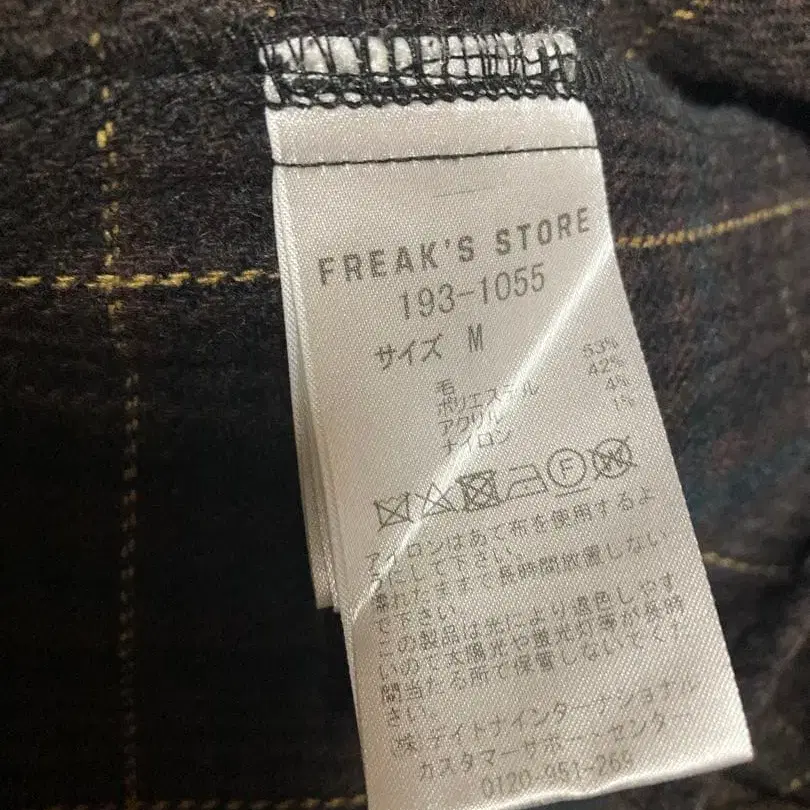 FREAK'S STORE
193-1055
サイズ M
毛 53%
ポリエステル 42%
アクリル 4%
ナイロン 1%
F W
アイロンはあて布を使用するよ
うにして下さい。
濡れたままで長時間放置しない
で下さい。
この製品は光により退色しやす
いので太陽光や蛍光灯等が長時
間当たる所で保管しないでくだ
さい。
(株)デイトナインターナショナル
カスタマーサポートセンター
0120-951-269